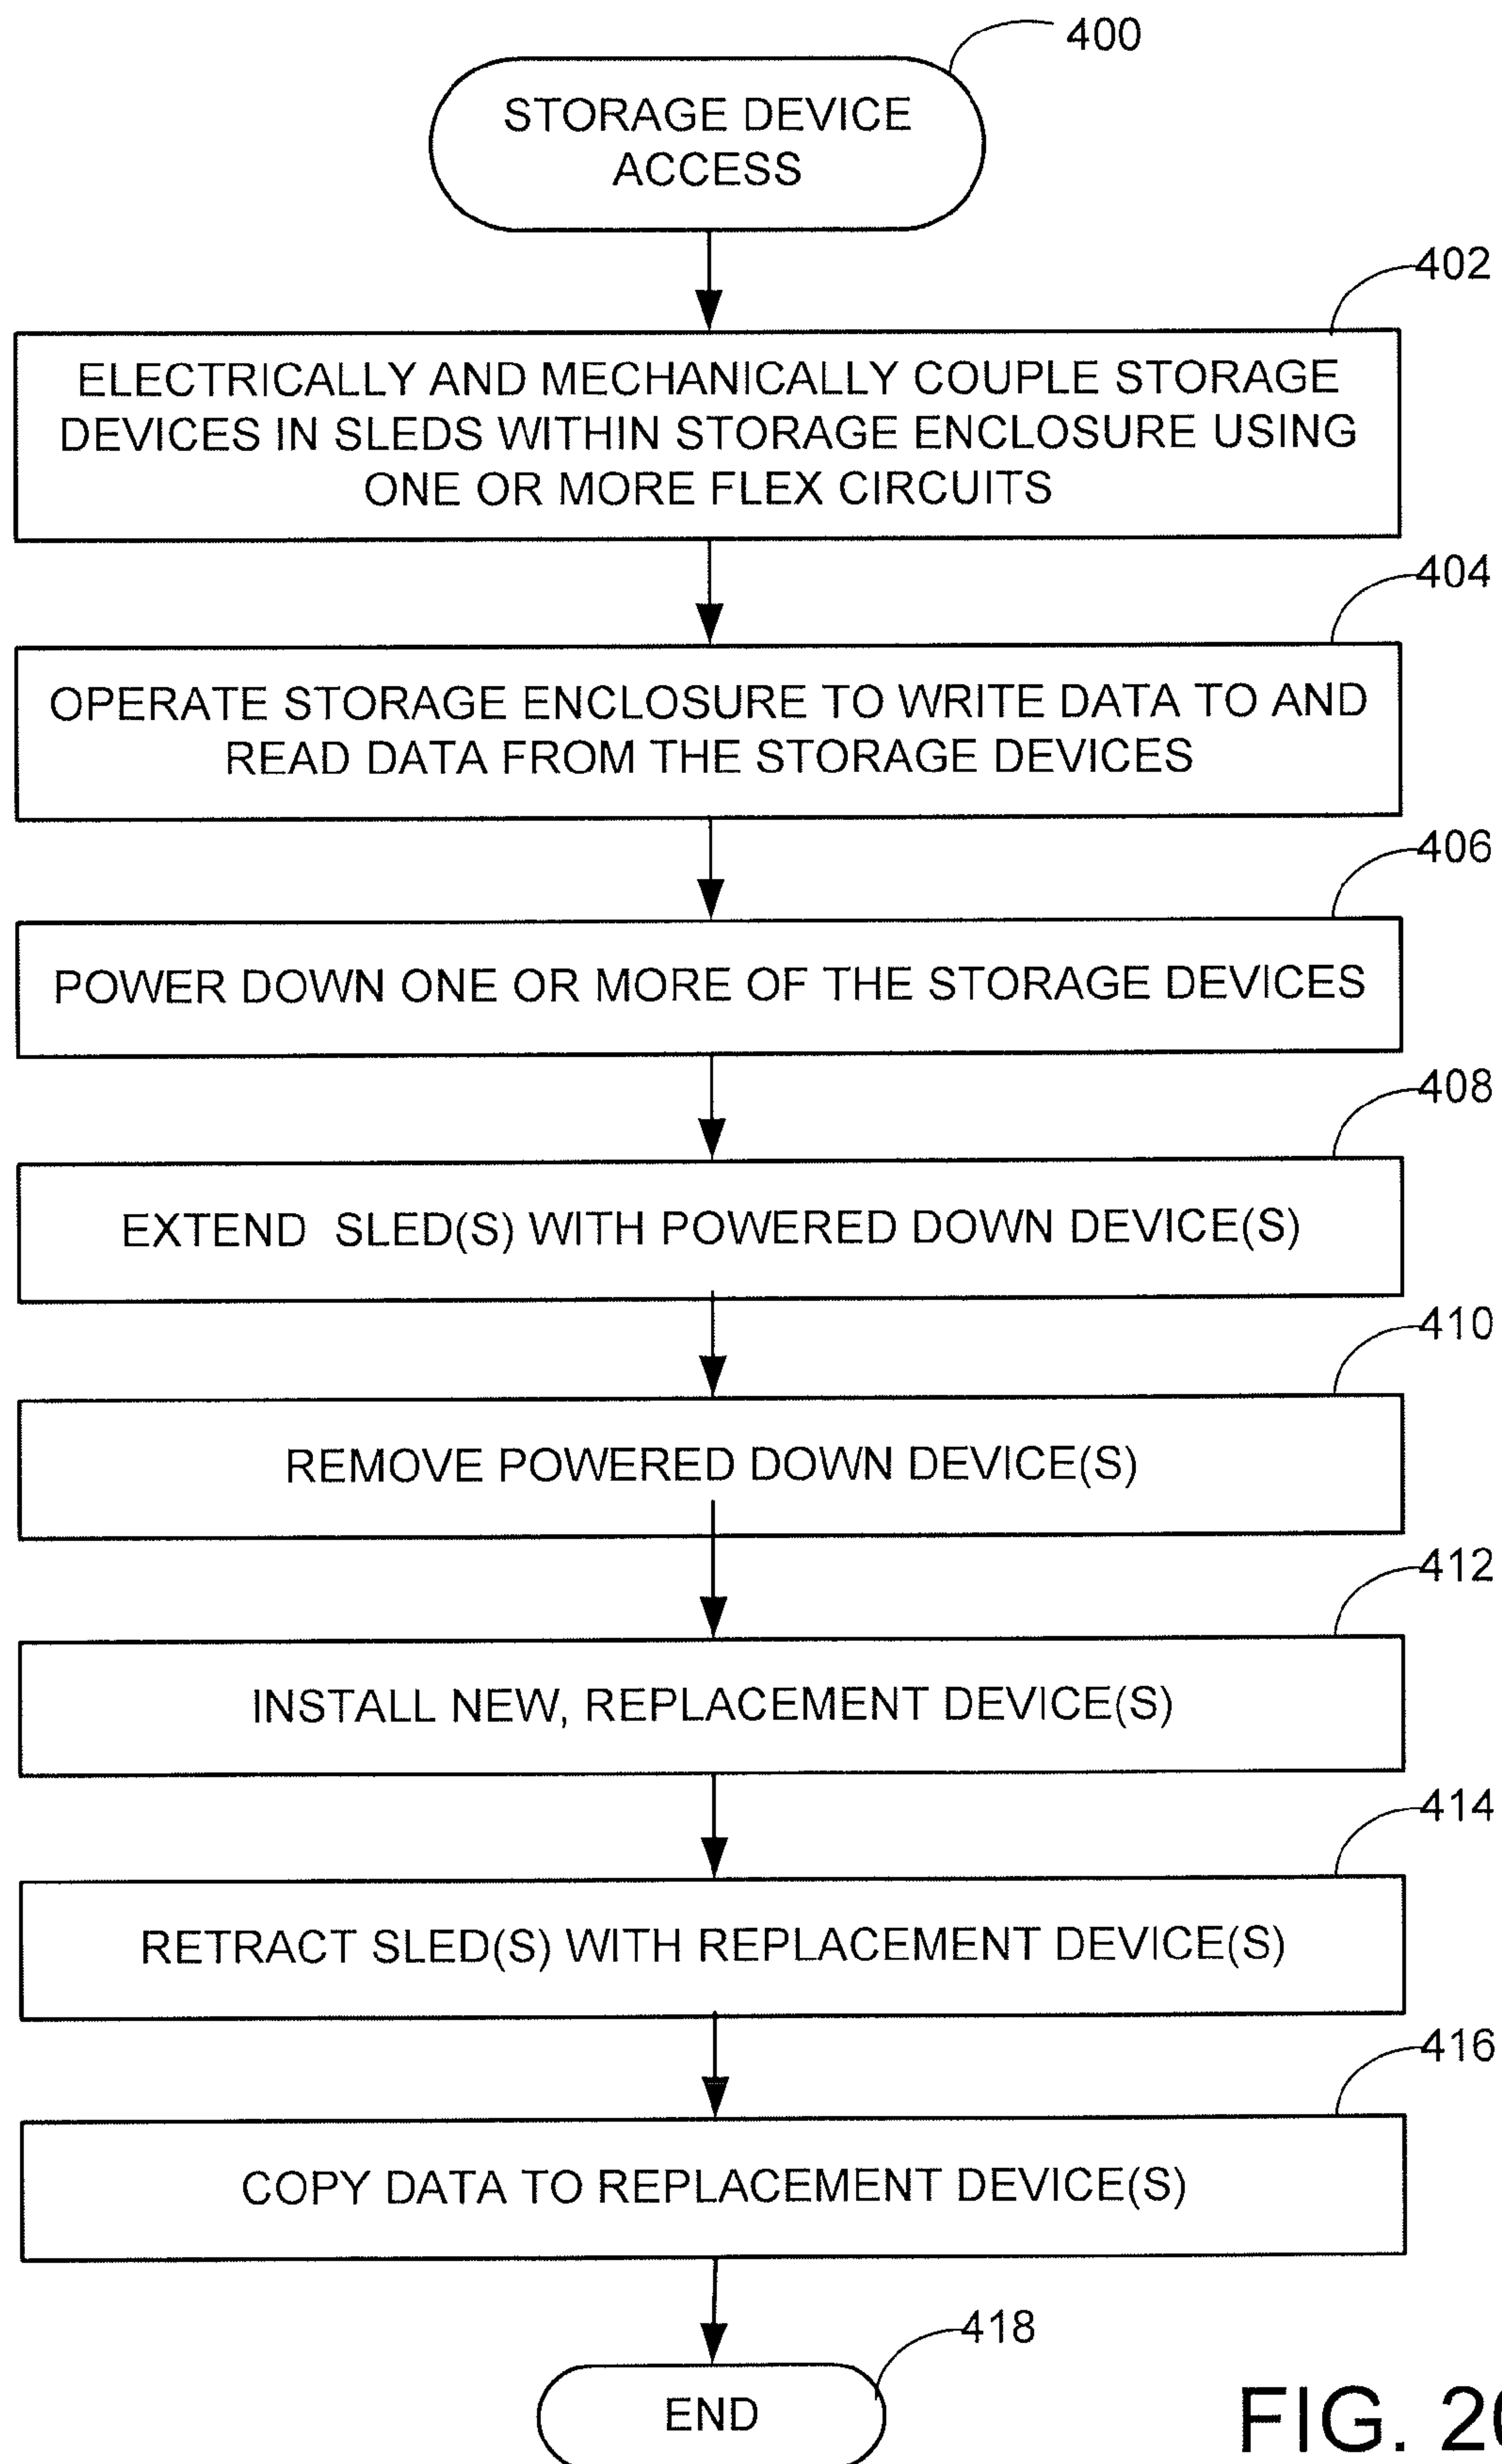 400
STORAGE DEVICE
ACCESS
402
ELECTRICALLY AND MECHANICALLY COUPLE STORAGE
DEVICES IN SLEDS WITHIN STORAGE ENCLOSURE USING
ONE OR MORE FLEX CIRCUITS
404
OPERATE STORAGE ENCLOSURE TO WRITE DATA TO AND
READ DATA FROM THE STORAGE DEVICES
406
POWER DOWN ONE OR MORE OF THE STORAGE DEVICES
408
EXTEND SLED(S) WITH POWERED DOWN DEVICE(S)
410
REMOVE POWERED DOWN DEVICE(S)
412
INSTALL NEW, REPLACEMENT DEVICE(S)
414
RETRACT SLED(S) WITH REPLACEMENT DEVICE(S)
416
COPY DATA TO REPLACEMENT DEVICE(S)
418
END
FIG.